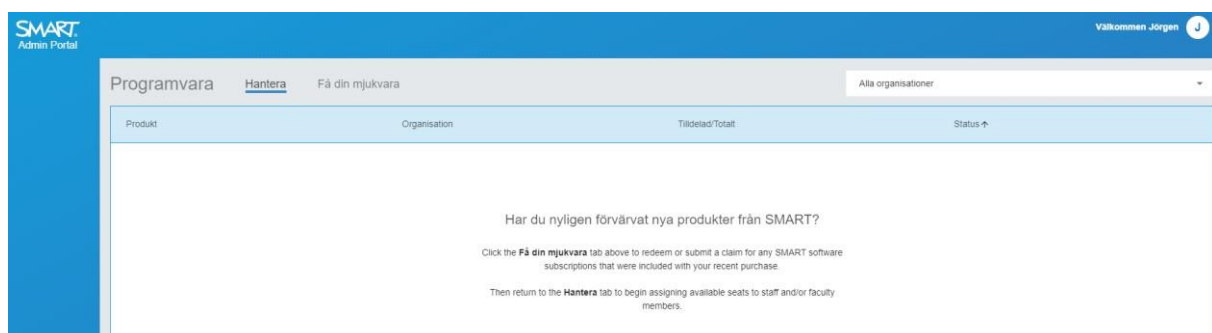 SMART.
Admin Portal
Välkommen Jörgen J
Programvara Hantera Få din mjukvara Alla organisationer
Produkt Organisation Tilldelad/Totalt Status↑
Har du nyligen förvärvat nya produkter från SMART?
Click the Få din mjukvara tab above to redeem or submit a claim for any SMART software
subscriptions that were included with your recent purchase.
Then return to the Hantera tab to begin assigning available seats to staff and/or faculty
members.